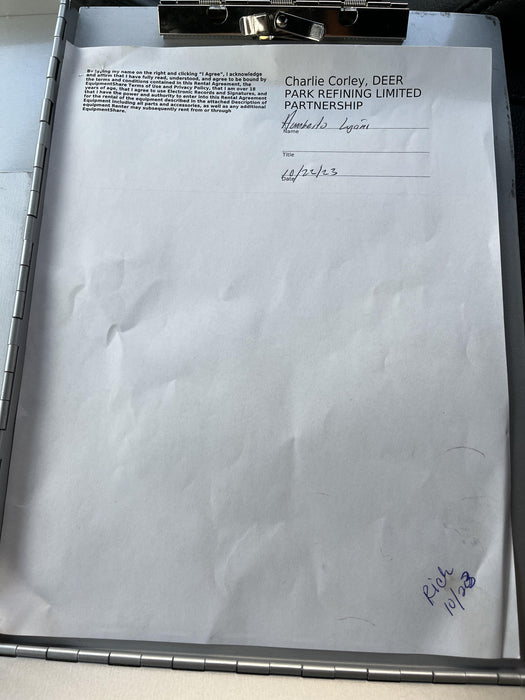 By typing my name on the right and clicking "I Agree", I acknowledge
and affirm that I have fully read, understood, and agree to be bound by
the terms and conditions contained in this Rental Agreement, the
EquipmentShare Terms of Use and Privacy Policy, that I am over 18
years of age, that I agree to use Electronic Records and Signatures, and
that I have the power and authority to enter into this Rental Agreement
for the rental of the equipment described in the attached Description of
Equipment including all parts and accessories, as well as any additional
equipment Renter may subsequently rent from or through
EquipmentShare.
Charlie Corley, DEER
PARK REFINING LIMITED
PARTNERSHIP
Humberto
Name
Title
10/22/23
Date
Rich
10/23